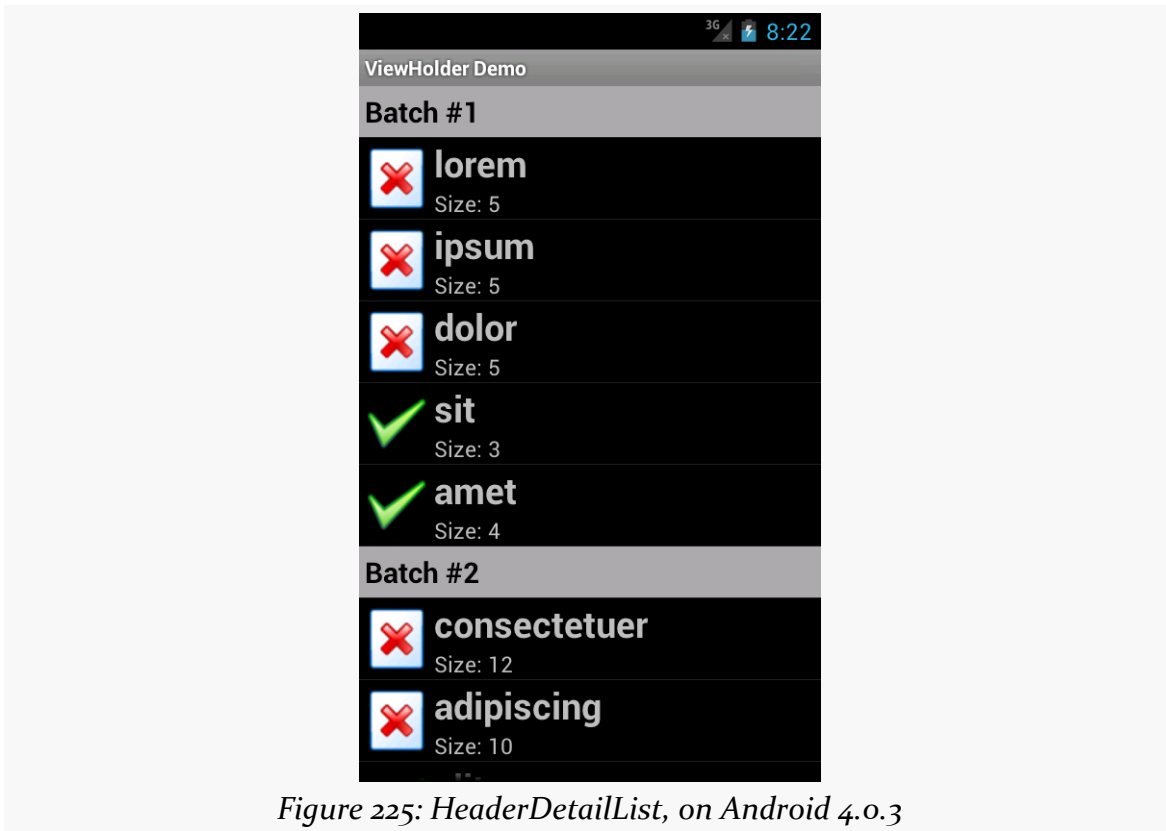 3G
8:22
ViewHolder Demo
Batch #1
lorem
Size: 5
ipsum
Size: 5
dolor
Size: 5
sit
Size: 3
amet
Size: 4
Batch #2
consectetuer
Size: 12
adipiscing
Size: 10
Figure 225: HeaderDetailList, on Android 4.0.3